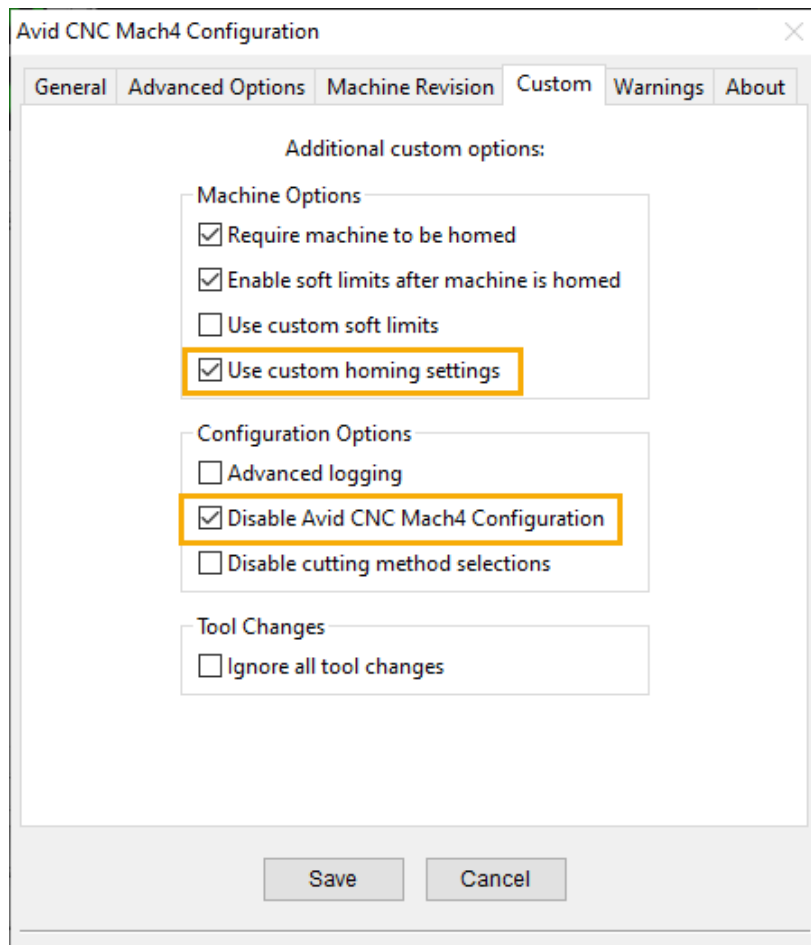 Avid CNC Mach4 Configuration
General Advanced Options Machine Revision Custom Warnings About
Additional custom options:
Machine Options
Require machine to be homed
Enable soft limits after machine is homed
Use custom soft limits
Use custom homing settings
Configuration Options
Advanced logging
Disable Avid CNC Mach4 Configuration
Disable cutting method selections
Tool Changes
Ignore all tool changes
Save Cancel